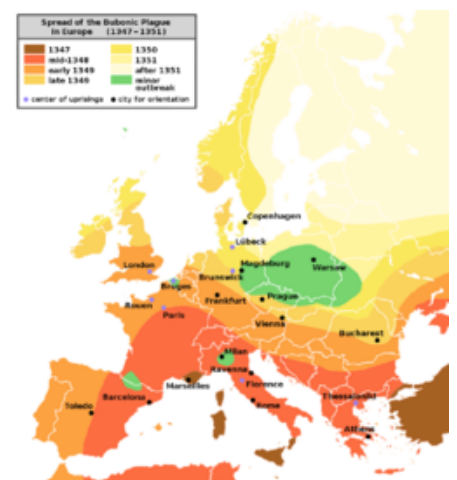 Spread of the Bubonic Plague
in Europe (1347–1351)
1347
mid-1348
early 1349
late 1349
1350
1351
after 1351
minor
outbreak
center of uprisings
city for orientation
Copenhagen
Lübeck
London
Magdeburg
Warsaw
Brunswick
Bruges
Frankfurt
Prague
Rouen
Paris
Vienna
Bucharest
Milan
Ravenna
Marseilles
Florence
Toledo
Barcelona
Rome
Thessaloniki
Athens